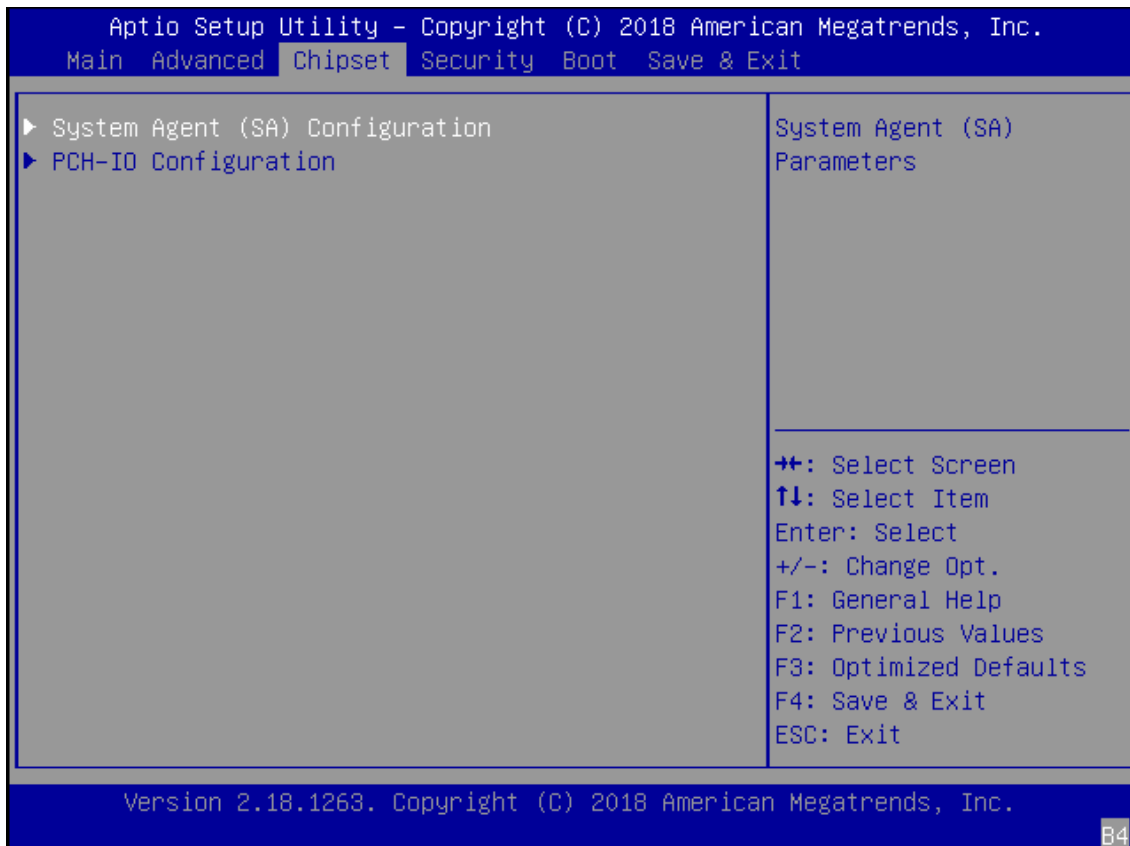 Aptio Setup Utility – Copyright (C) 2018 American Megatrends, Inc.
Main Advanced Chipset Security Boot Save & Exit
▶ System Agent (SA) Configuration
▶ PCH-IO Configuration
System Agent (SA)
Parameters
→←: Select Screen
↑↓: Select Item
Enter: Select
+/-: Change Opt.
F1: General Help
F2: Previous Values
F3: Optimized Defaults
F4: Save & Exit
ESC: Exit
Version 2.18.1263. Copyright (C) 2018 American Megatrends, Inc.
B4